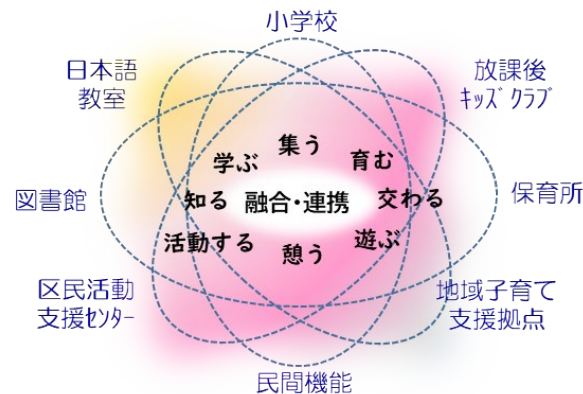 小学校
日本語
教室
放課後
ｷｯｽﾞｸﾗﾌﾞ
集う
学ぶ
育む
図書館
知る
融合・連携
交わる
保育所
活動する
憩う
遊ぶ
区民活動
支援ｾﾝﾀｰ
地域子育て
支援拠点
民間機能